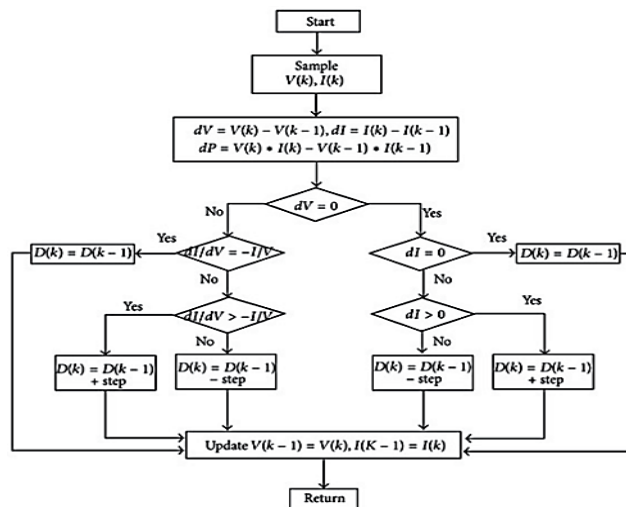 Start
Sample
V(k), I(k)
dV = V(k) − V(k−1), dI = I(k) − I(k−1)
dP = V(k) • I(k) − V(k−1) • I(k−1)
dV = 0
No
Yes
D(k) = D(k−1)
Yes
dI/dV = −I/V
dI = 0
Yes
D(k) = D(k−1)
No
No
Yes
dI/dV > −I/V
dI > 0
Yes
No
No
D(k) = D(k−1)
+ step
D(k) = D(k−1)
− step
D(k) = D(k−1)
− step
D(k) = D(k−1)
+ step
Update V(k−1) = V(k), I(K−1) = I(k)
Return